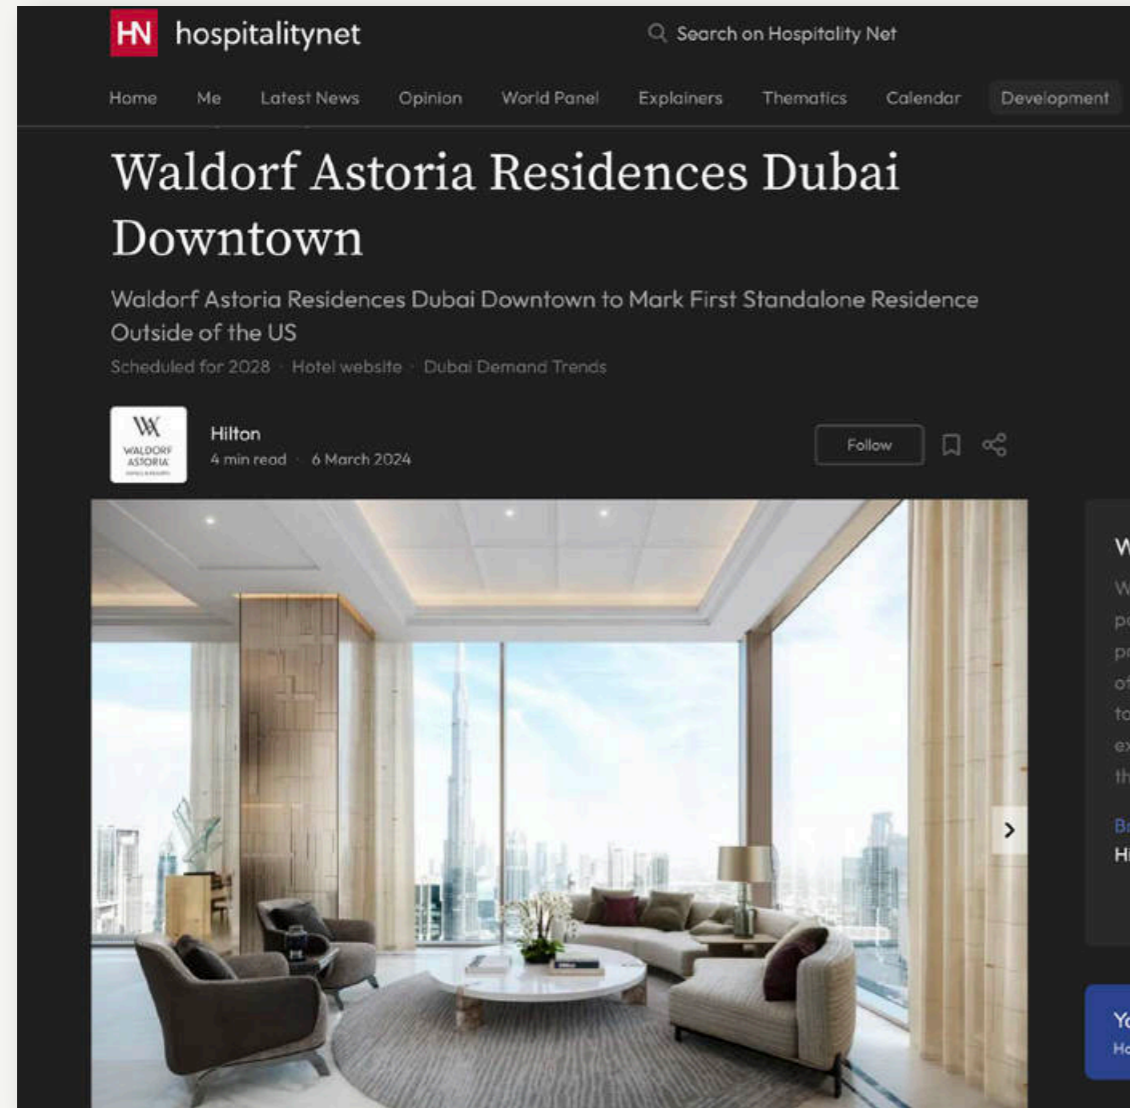 HN hospitalitynet
Search on Hospitality Net
Home Me Latest News Opinion World Panel Explainers Thematics Calendar Development
Waldorf Astoria Residences Dubai
Downtown
Waldorf Astoria Residences Dubai Downtown to Mark First Standalone Residence
Outside of the US
Scheduled for 2028 · Hotel website · Dubai Demand Trends
WALDORF
ASTORIA
Hilton
4 min read · 6 March 2024
Follow